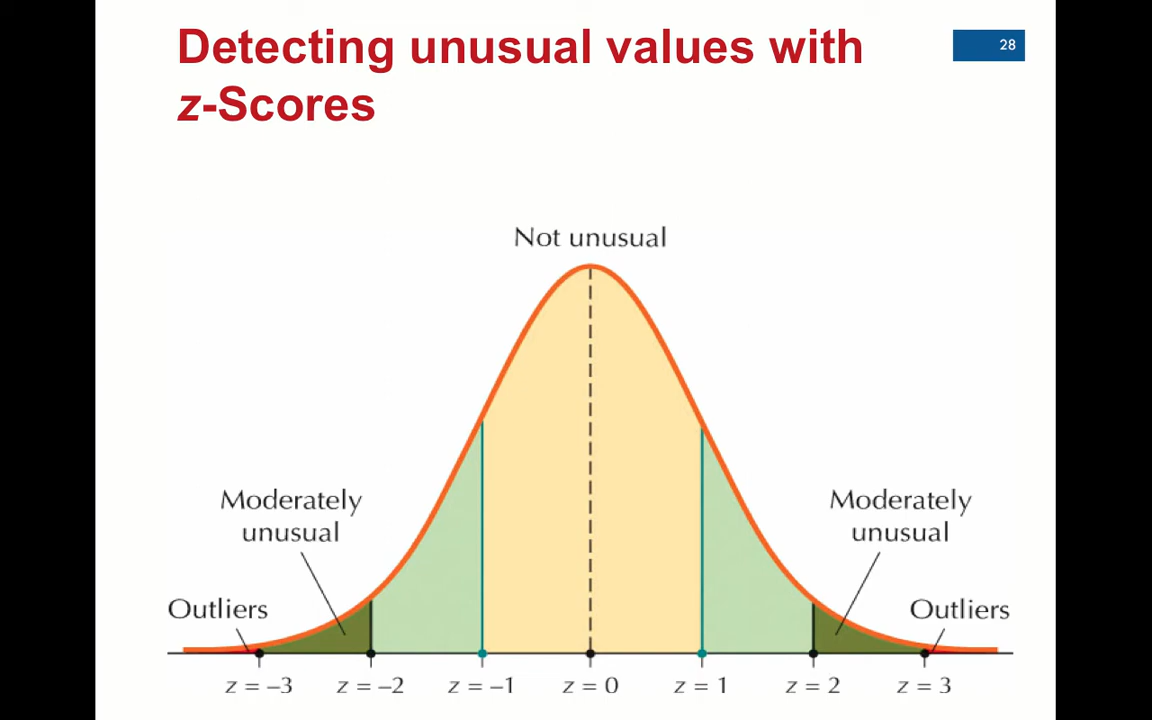 Detecting unusual values with
z-Scores
28
Not unusual
Moderately
unusual
Moderately
unusual
Outliers
Outliers
z = –3
z = –2
z = –1
z = 0
z = 1
z = 2
z = 3